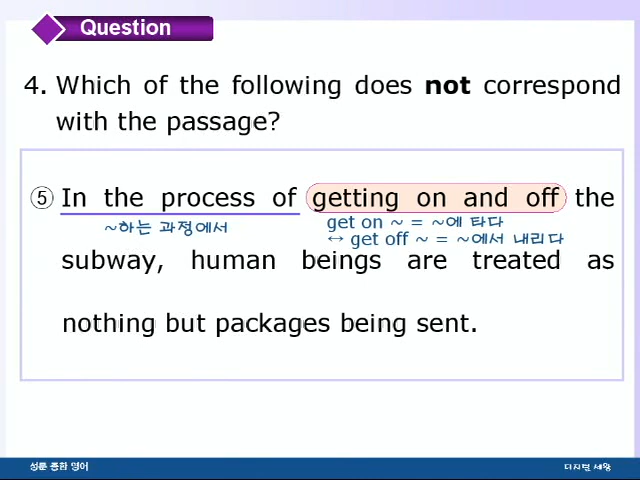 Question
4. Which of the following does not correspond
with the passage?
⑤ In the process of getting on and off the
~하는 과정에서
get on ~ = ~에 타다
↔ get off ~ = ~에서 내리다
subway, human beings are treated as
nothing but packages being sent.
성문 종합 영어
디지털 세왕